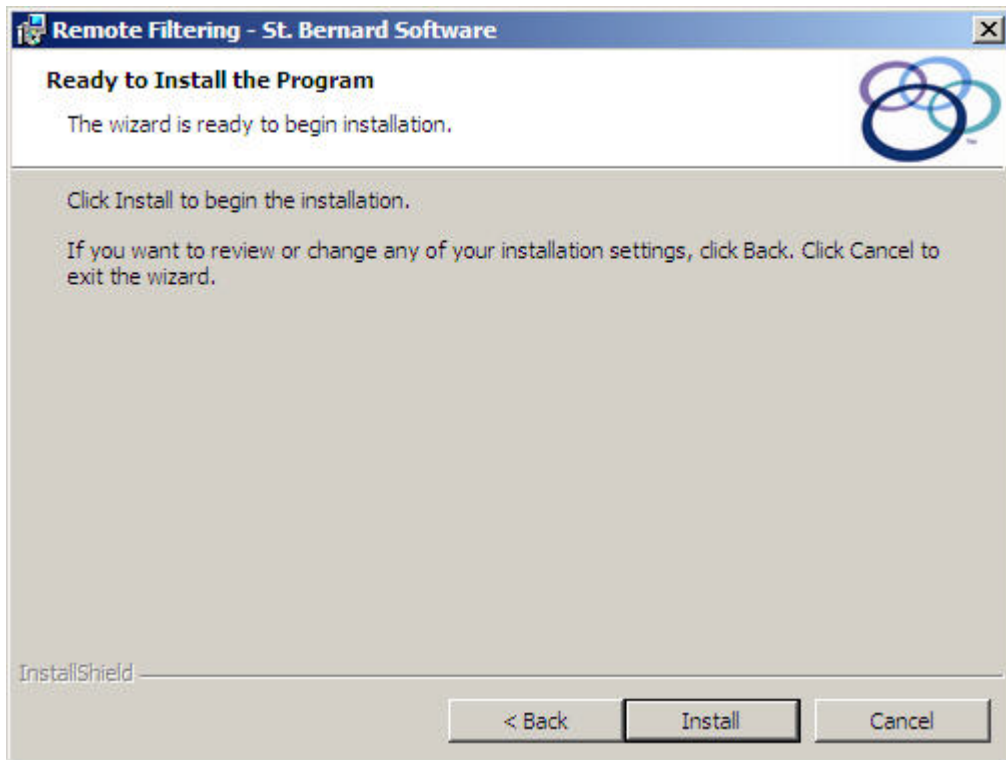 Remote Filtering - St. Bernard Software
Ready to Install the Program
The wizard is ready to begin installation.
™
Click Install to begin the installation.
If you want to review or change any of your installation settings, click Back. Click Cancel to
exit the wizard.
InstallShield
< Back
Install
Cancel